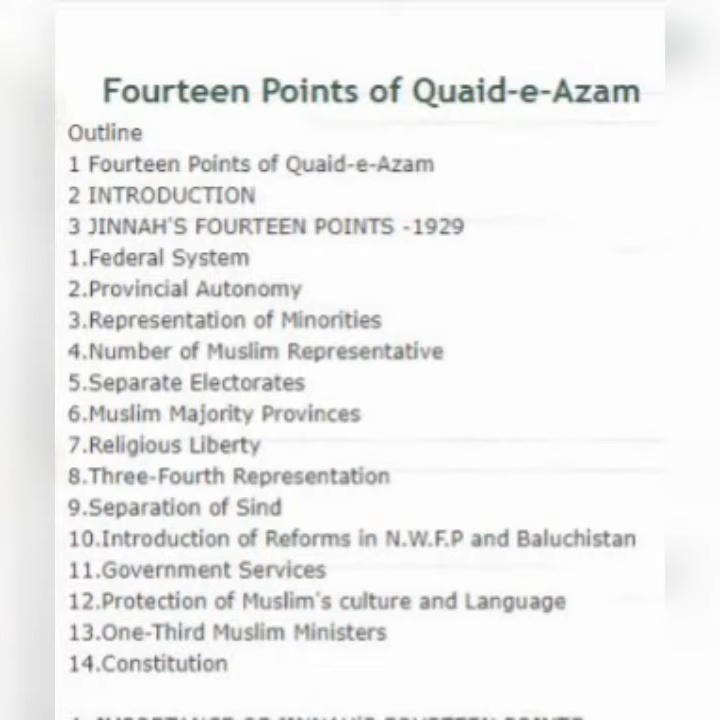 Fourteen Points of Quaid-e-Azam
Outline
1 Fourteen Points of Quaid-e-Azam
2 INTRODUCTION
3 JINNAH'S FOURTEEN POINTS -1929
1.Federal System
2.Provincial Autonomy
3.Representation of Minorities
4.Number of Muslim Representative
5.Separate Electorates
6.Muslim Majority Provinces
7.Religious Liberty
8.Three-Fourth Representation
9.Separation of Sind
10.Introduction of Reforms in N.W.F.P and Baluchistan
11.Government Services
12.Protection of Muslim's culture and Language
13.One-Third Muslim Ministers
14.Constitution